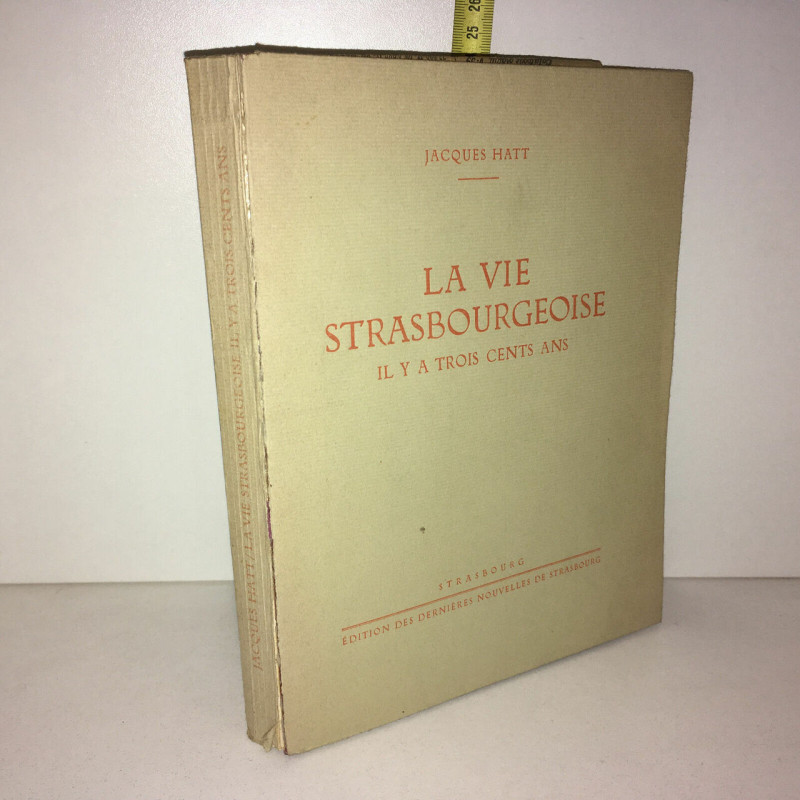 JACQUES HATT
LA VIE
STRASBOURGEOISE
IL Y A TROIS CENTS ANS
STRASBOURG
ÉDITION DES DERNIÈRES NOUVELLES DE STRASBOURG
JACQUES HATT, LA VIE STRASBOURGEOISE IL Y A TROIS CENTS ANS
25 26